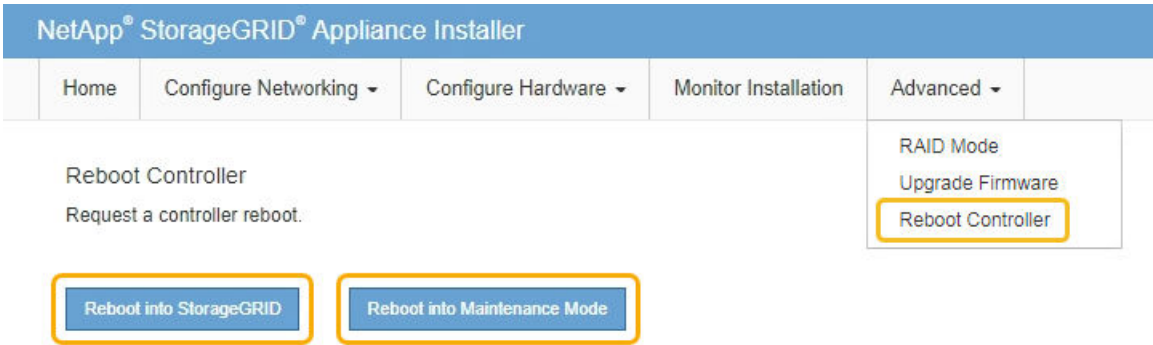 NetApp® StorageGRID® Appliance Installer
Home Configure Networking Configure Hardware Monitor Installation Advanced
RAID Mode
Upgrade Firmware
Reboot Controller
Reboot Controller
Request a controller reboot.
Reboot into StorageGRID Reboot into Maintenance Mode